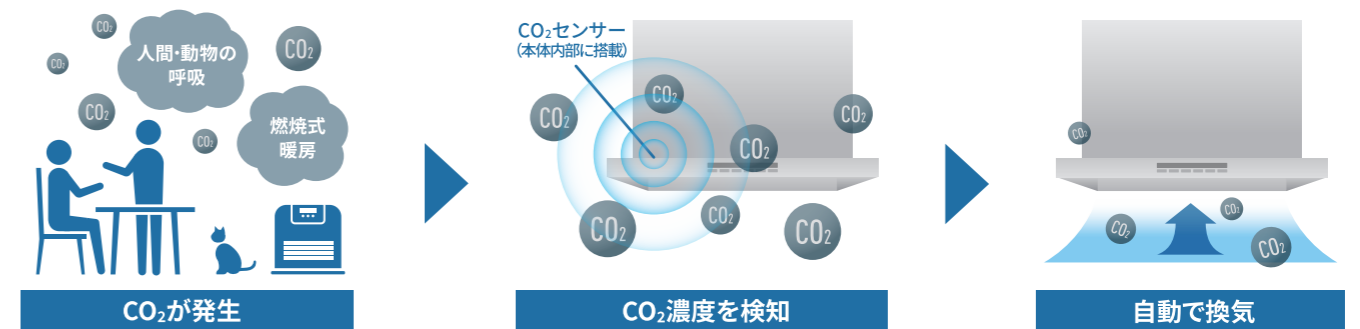 CO₂
人間・動物の
呼吸
CO₂
CO₂
CO₂
CO₂
燃焼式
暖房
CO₂が発生
CO₂センサー
（本体内部に搭載）
CO₂
CO₂
CO₂
CO₂
CO₂
CO₂
CO₂
CO₂濃度を検知
CO₂
CO₂
CO₂
CO₂
自動で換気